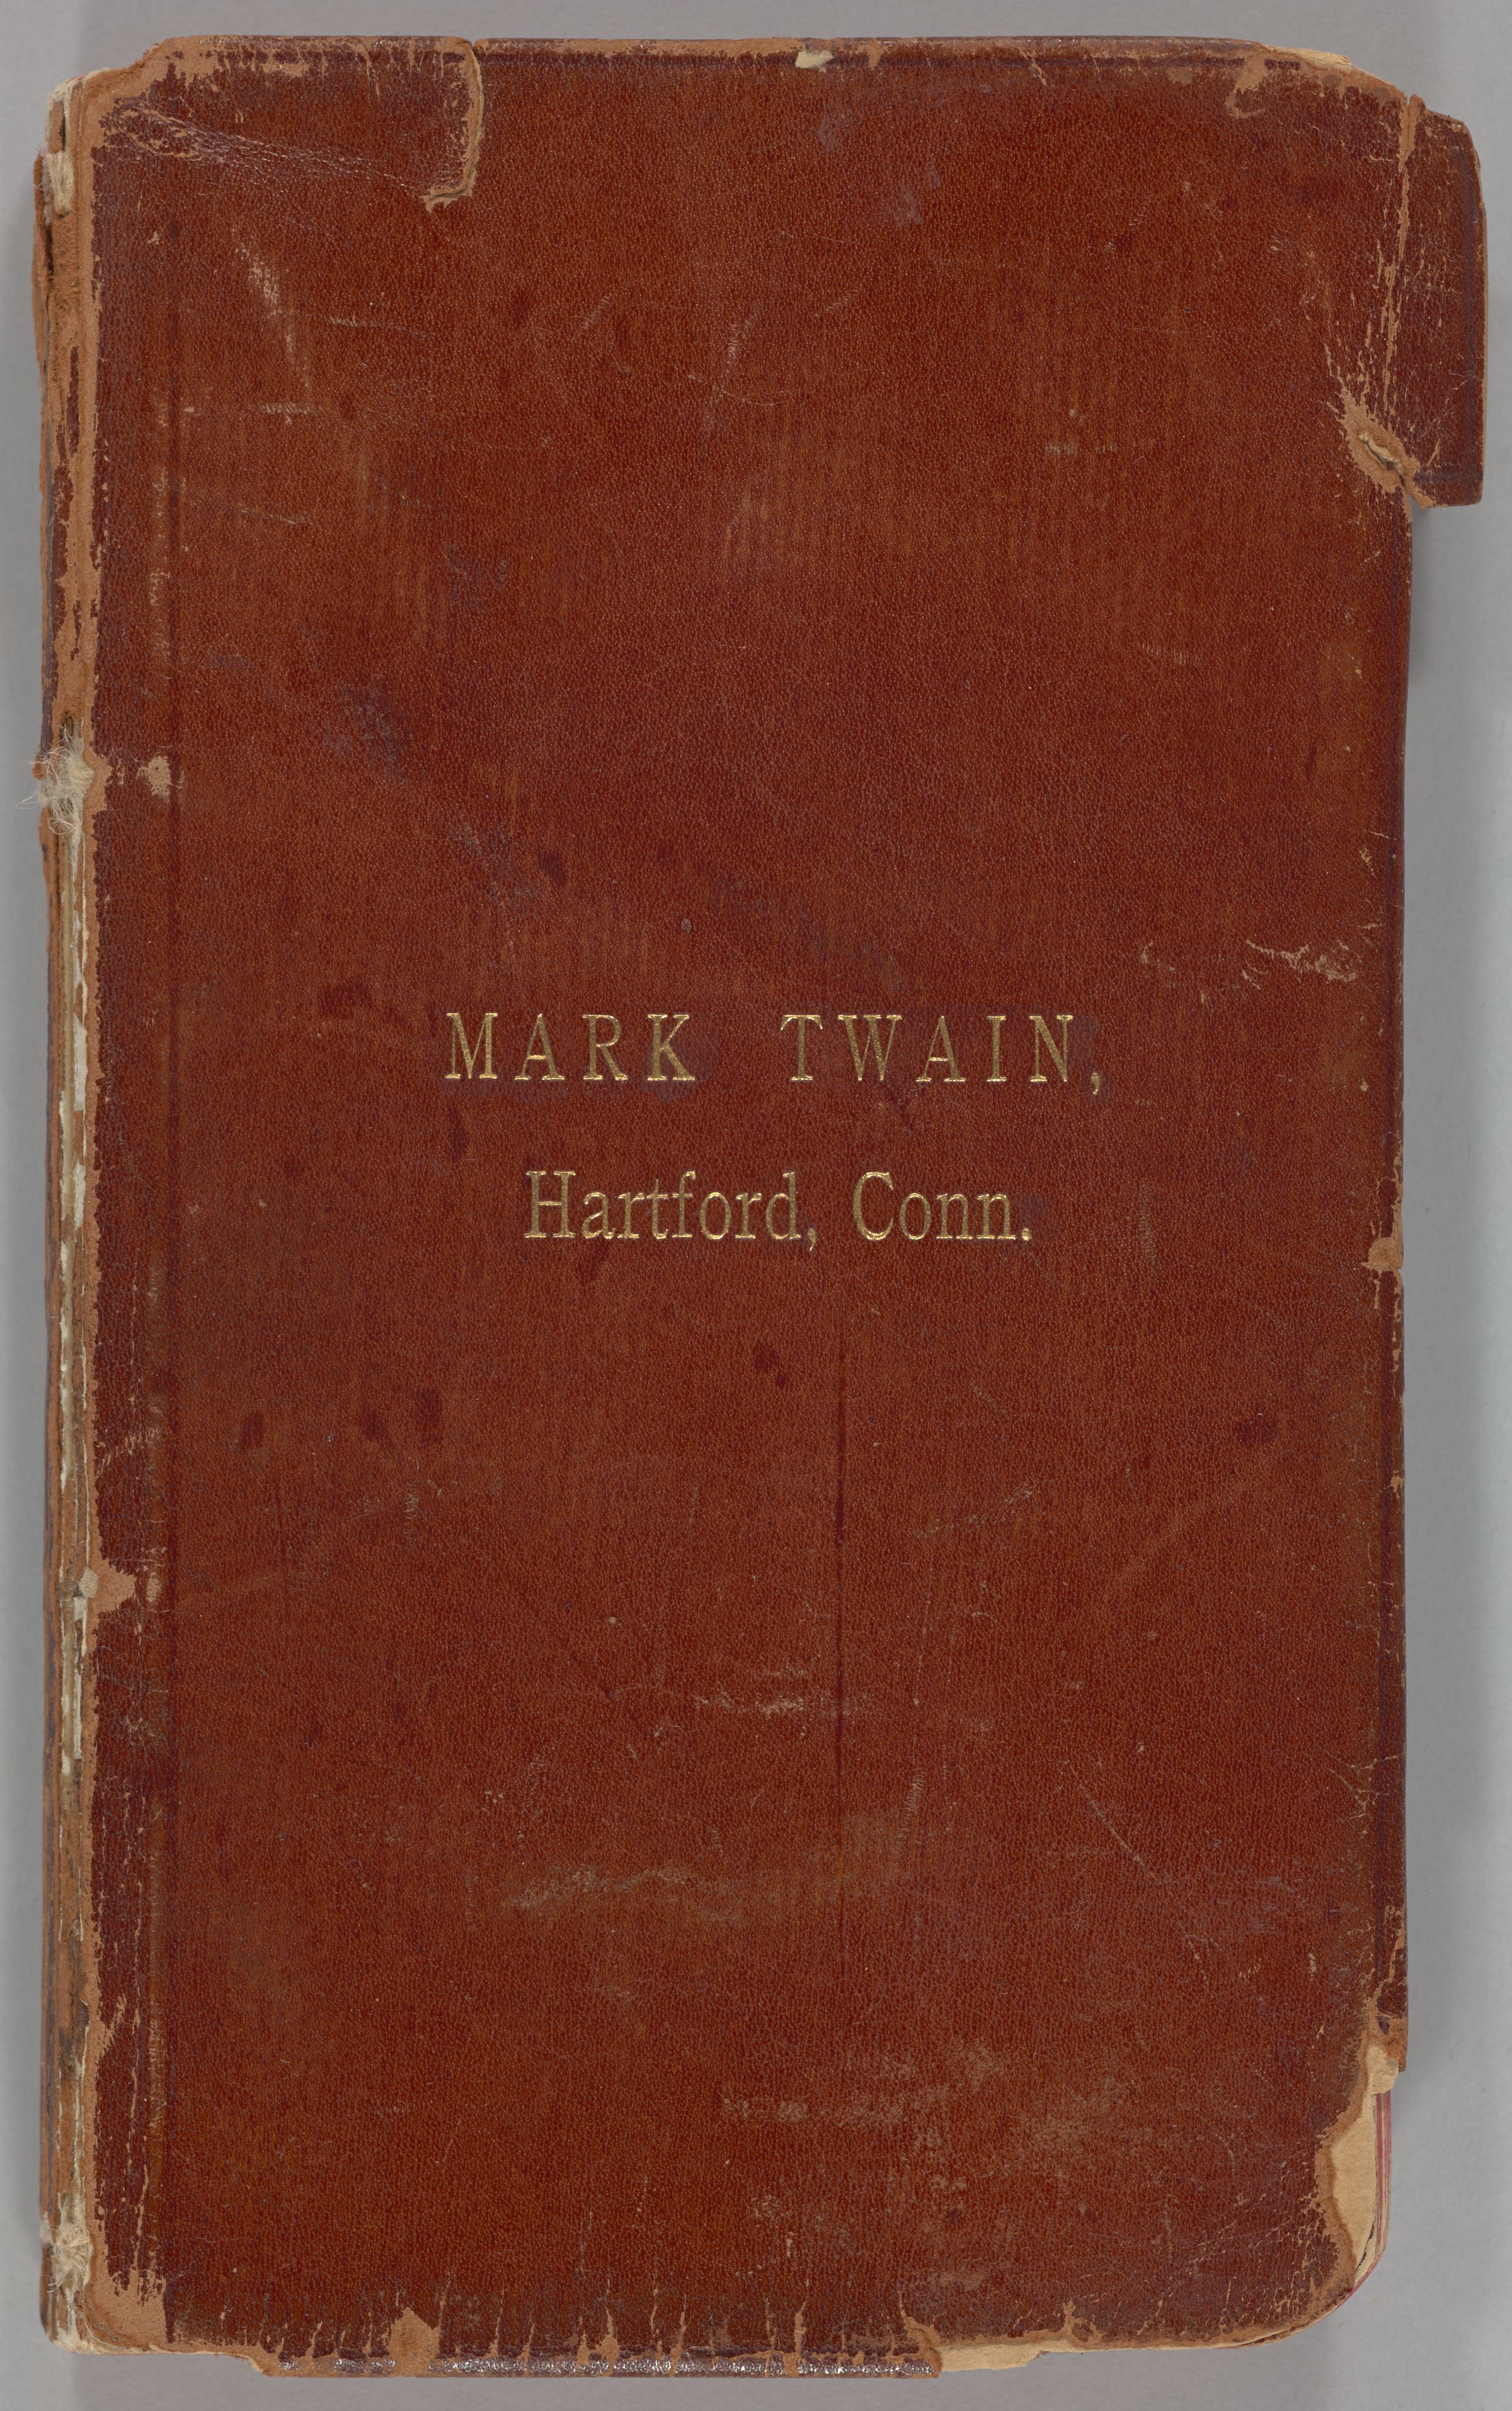 MARK TWAIN,
Hartford, Conn.